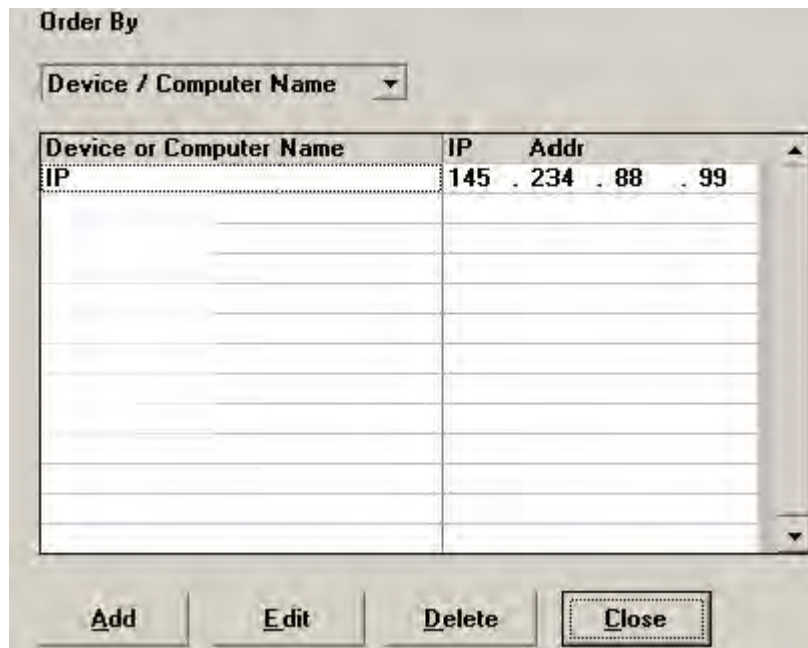 Order By
Device / Computer Name
Device or Computer Name IP Addr
IP 145 . 234 . 88 . 99
Add Edit Delete Close